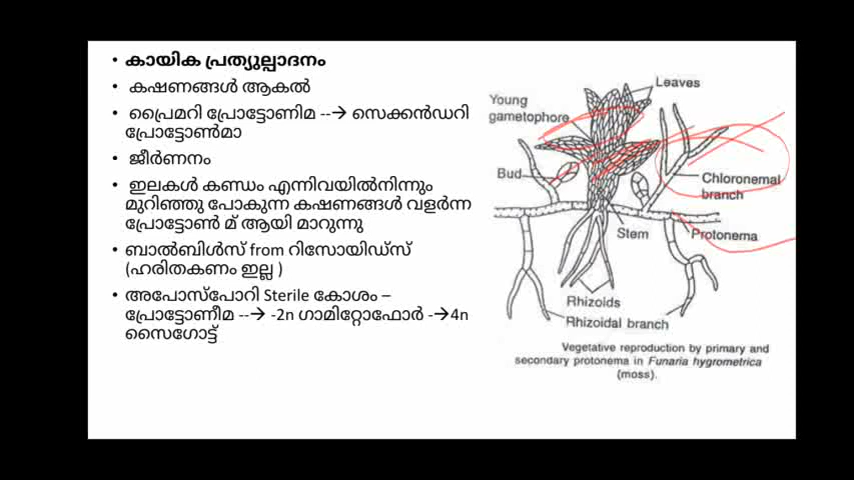 • കായിക പ്രത്യുല്പാദനം
• കഷണങ്ങൾ ആകൽ
• പ്രൈമറി പ്രോട്ടോണിമ --→ സെക്കൻഡറി
പ്രോട്ടോൺമാ
• ജീർണനം
• ഇലകൾ കണ്ഡം എന്നിവയിൽനിന്നും
മുറിഞ്ഞു പോകുന്ന കഷണങ്ങൾ വളർന്ന
പ്രോട്ടോൺ മ് ആയി മാറുന്നു
• ബാൽബിൾസ് from റിസോയിഡ്സ്
(ഹരിതകണം ഇല്ല )
• അപോസ്പോറി Sterile കോശം –
പ്രോട്ടോണീമ --→ -2n ഗാമിറ്റോഫോർ -→4n
സൈഗോട്ട്
Leaves
Young
gametophore
Bud
Chloronemal
branch
Stem
Protonema
Rhizoids
Rhizoidal branch
Vegetative reproduction by primary and
secondary protonema in Funaria hygrometrica
(moss).